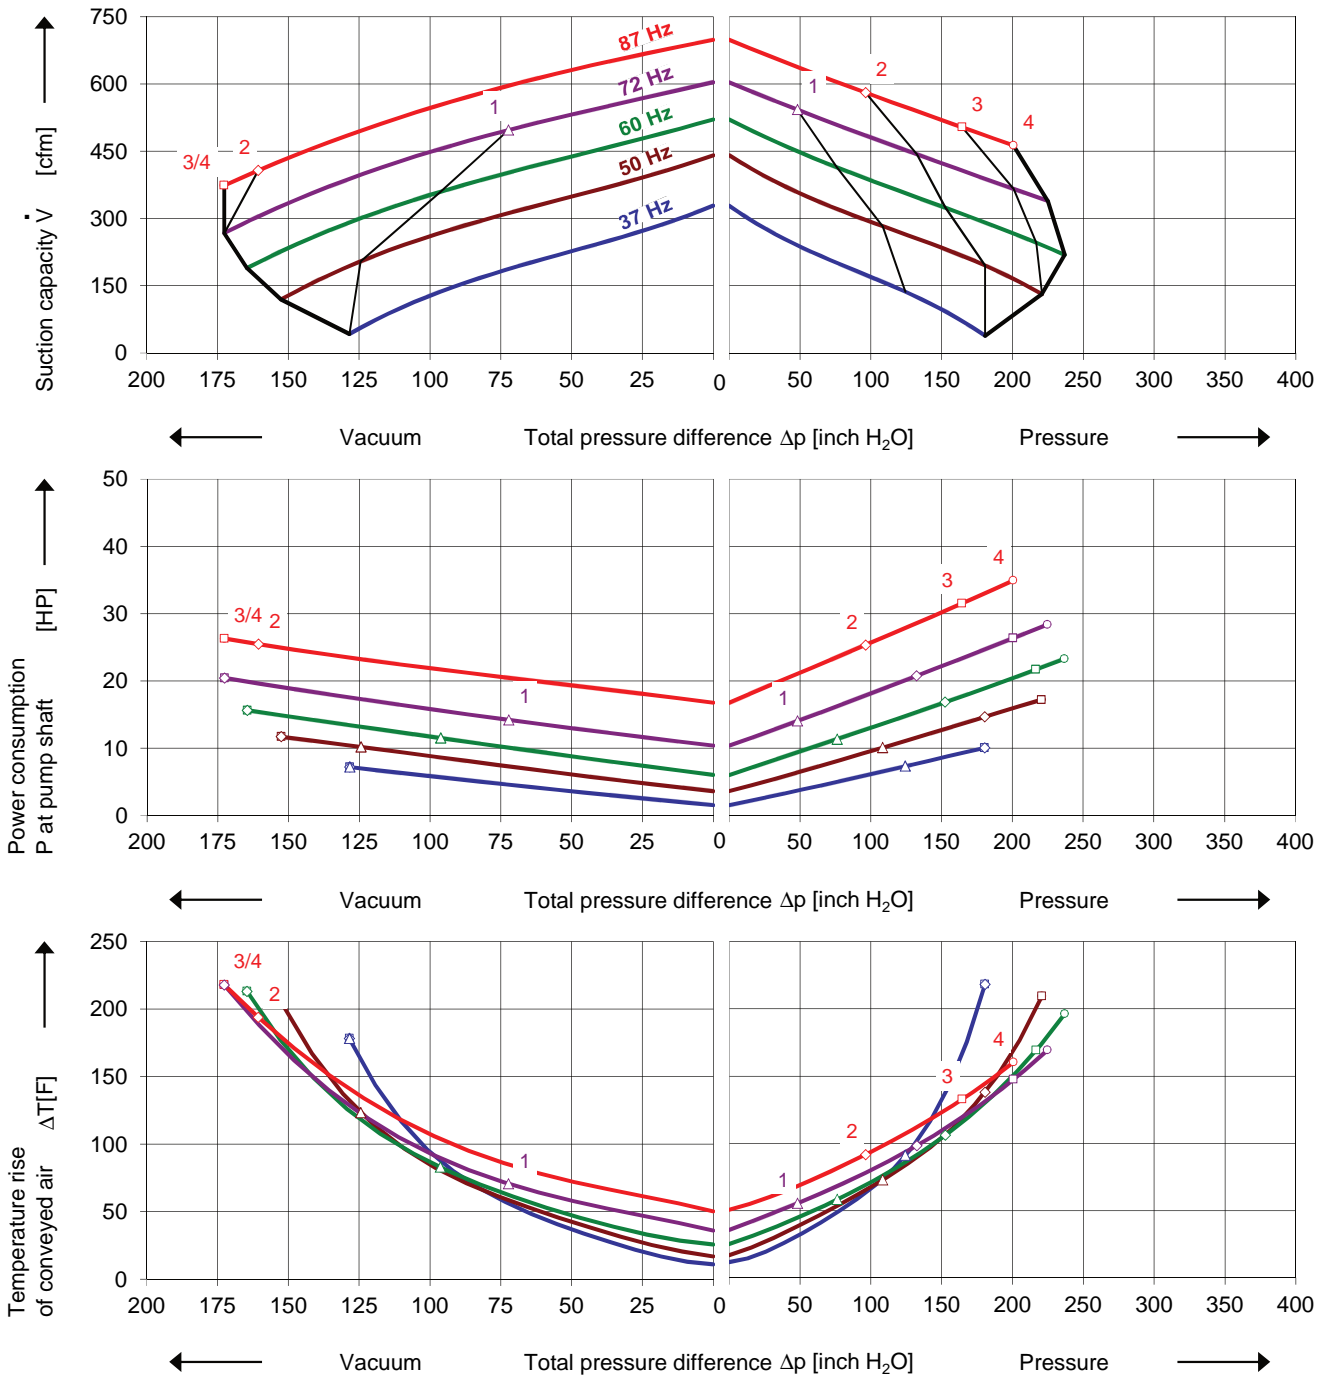 750
600
450
300
150
0
Suction capacity V̇ [cfm]
87 Hz
72 Hz
60 Hz
50 Hz
37 Hz
3/4
2
1
1
2
3
4
200 175 150 125 100 75 50 25 0 50 100 150 200 250 300 350 400
Vacuum Total pressure difference Δp [inch H₂O] Pressure
50
40
30
20
10
0
Power consumption
P at pump shaft [HP]
3/4
2
1
1
2
3
4
200 175 150 125 100 75 50 25 0 50 100 150 200 250 300 350 400
Vacuum Total pressure difference Δp [inch H₂O] Pressure
250
200
150
100
50
0
Temperature rise
of conveyed air ΔT[F]
3/4
2
1
1
2
3
4
200 175 150 125 100 75 50 25 0 50 100 150 200 250 300 350 400
Vacuum Total pressure difference Δp [inch H₂O] Pressure